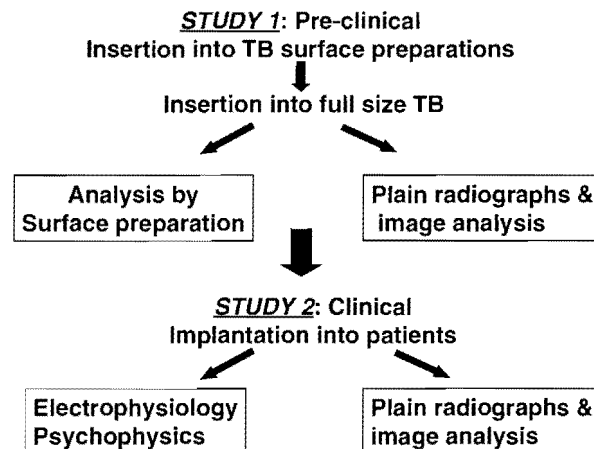 STUDY 1: Pre-clinical
Insertion into TB surface preparations
Insertion into full size TB
Analysis by
Surface preparation
Plain radiographs &
image analysis
STUDY 2: Clinical
Implantation into patients
Electrophysiology
Psychophysics
Plain radiographs &
image analysis